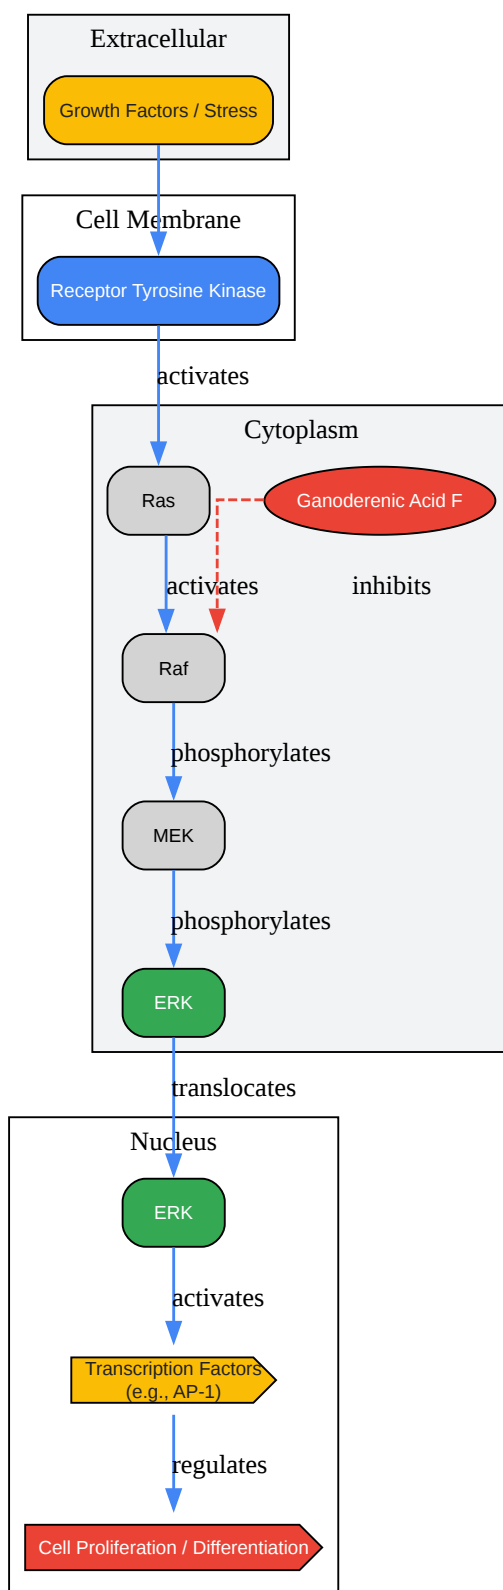 Extracellular
Growth Factors / Stress
Cell Membrane
Receptor Tyrosine Kinase
activates
Cytoplasm
Ras
Ganoderenic Acid F
activates
inhibits
Raf
phosphorylates
MEK
phosphorylates
ERK
translocates
Nucleus
ERK
activates
Transcription Factors
(e.g., AP-1)
regulates
Cell Proliferation / Differentiation